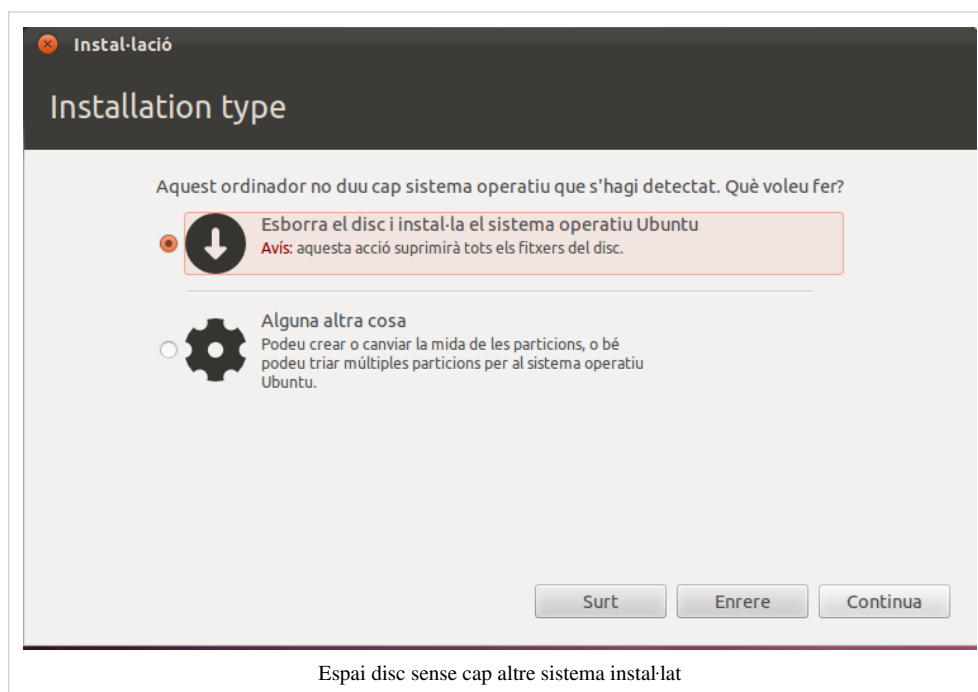 Instal·lació
Installation type
Aquest ordinador no duu cap sistema operatiu que s'hagi detectat. Què voleu fer?
Esborra el disc i instal·la el sistema operatiu Ubuntu
Avís: aquesta acció suprimirà tots els fitxers del disc.
Alguna altra cosa
Podeu crear o canviar la mida de les particions, o bé
podeu triar múltiples particions per al sistema operatiu
Ubuntu.
Surt
Enrere
Continua
Espai disc sense cap altre sistema instal·lat